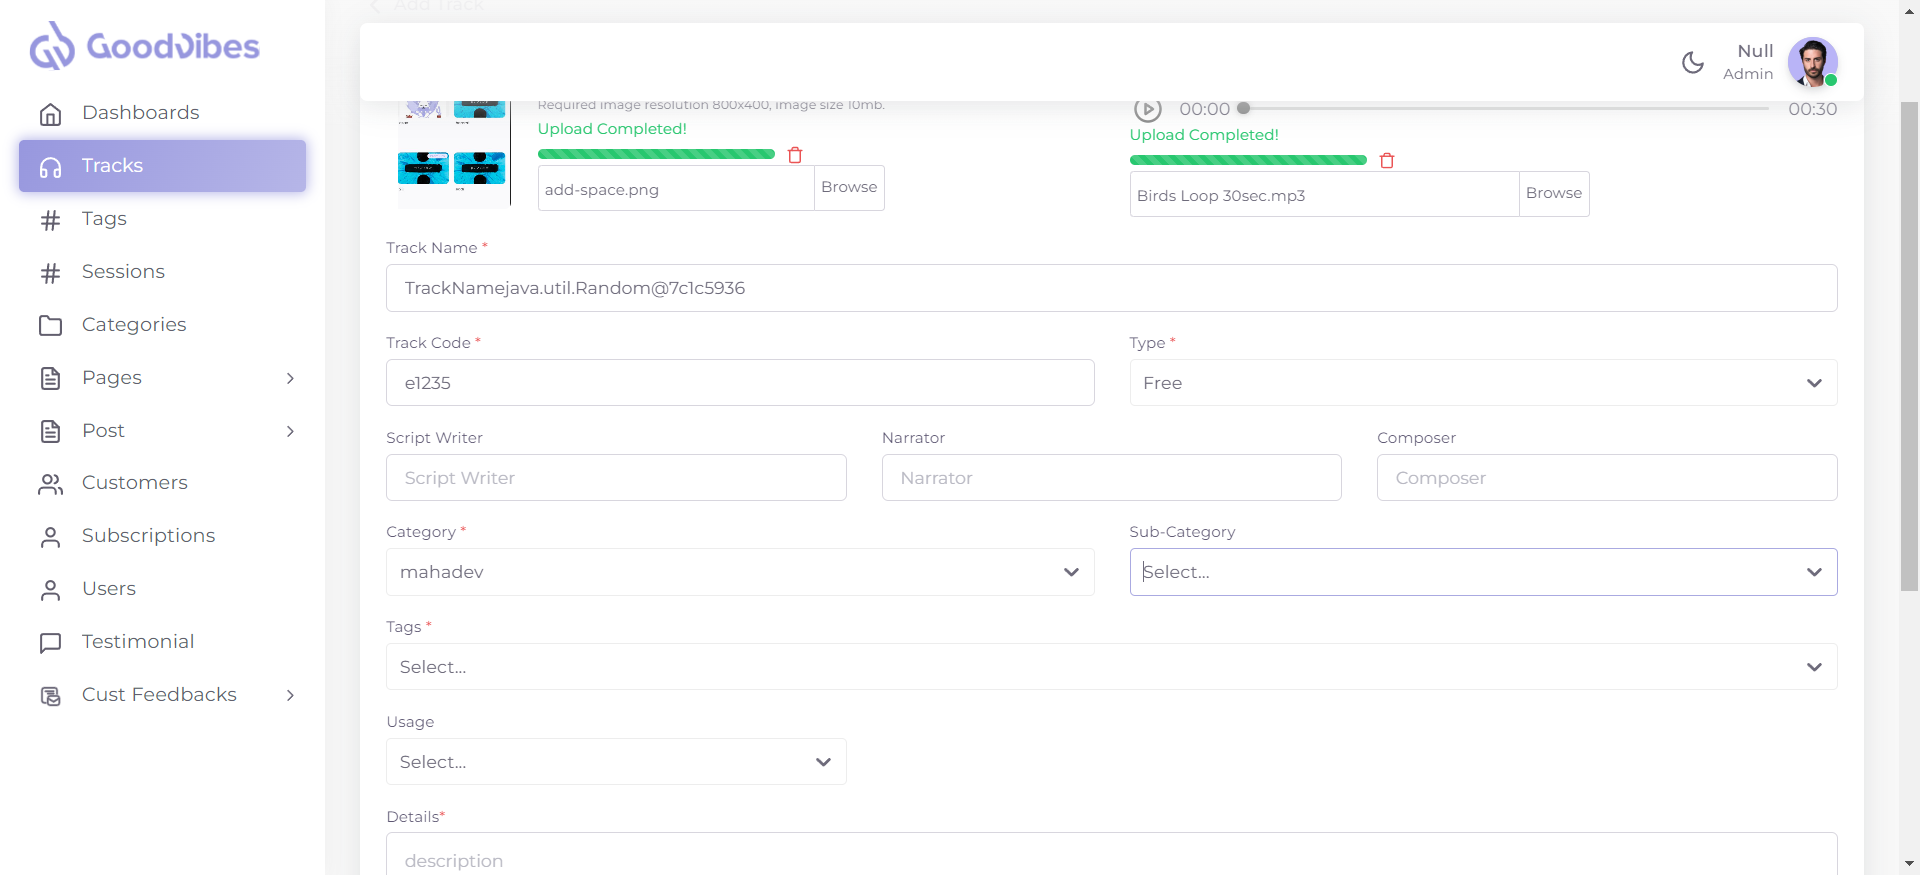 Add Track
GoodVibes
Null
Admin
Dashboards
Tracks
Tags
Sessions
Categories
Pages
Post
Customers
Subscriptions
Users
Testimonial
Cust Feedbacks
Required image resolution 800x400, image size 10mb.
Upload Completed!
add-space.png
Browse
00:00
00:30
Upload Completed!
Birds Loop 30sec.mp3
Browse
Track Name *
TrackNamejava.util.Random@7c1c5936
Track Code *
Type *
e1235
Free
Script Writer
Narrator
Composer
Script Writer
Narrator
Composer
Category *
Sub-Category
mahadev
Select...
Tags *
Select...
Usage
Select...
Details*
description